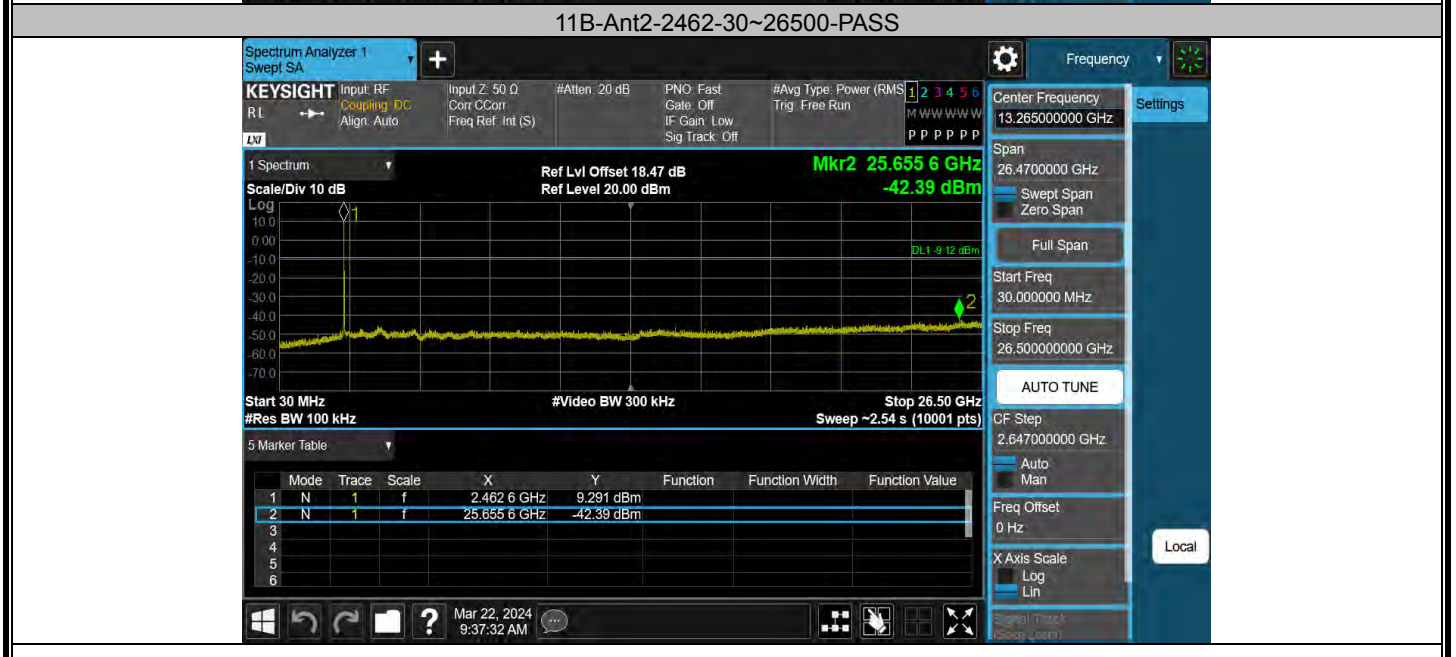 11B-Ant2-2462-30~26500-PASS
Spectrum Analyzer 1
Swept SA
+
Frequency
KEYSIGHT
RL
LXI
Input: RF
Coupling: DC
Align: Auto
Input Z: 50 Ω
Corr CCorr
Freq Ref: Int (S)
#Atten: 20 dB
PNO: Fast
Gate: Off
IF Gain: Low
Sig Track: Off
#Avg Type: Power (RMS
Trig: Free Run
1 2 3 4 5 6
M W W W W W
P P P P P P
1 Spectrum
Scale/Div 10 dB
Ref Lvl Offset 18.47 dB
Ref Level 20.00 dBm
Mkr2 25.655 6 GHz
-42.39 dBm
Log
10.0
0.00
-10.0
-20.0
-30.0
-40.0
-50.0
-60.0
-70.0
1
DL1 -9.12 dBm
2
Start 30 MHz
#Res BW 100 kHz
#Video BW 300 kHz
Stop 26.50 GHz
Sweep ~2.54 s (10001 pts)
5 Marker Table
Mode Trace Scale X Y Function Function Width Function Value
1 N 1 f 2.462 6 GHz 9.291 dBm
2 N 1 f 25.655 6 GHz -42.39 dBm
3
4
5
6
?
Mar 22, 2024
9:37:32 AM
Center Frequency
13.265000000 GHz
Span
26.4700000 GHz
Swept Span
Zero Span
Full Span
Start Freq
30.000000 MHz
Stop Freq
26.500000000 GHz
AUTO TUNE
CF Step
2.647000000 GHz
Auto
Man
Freq Offset
0 Hz
X Axis Scale
Log
Lin
Signal Track
(Span Zoom)
Settings
Local